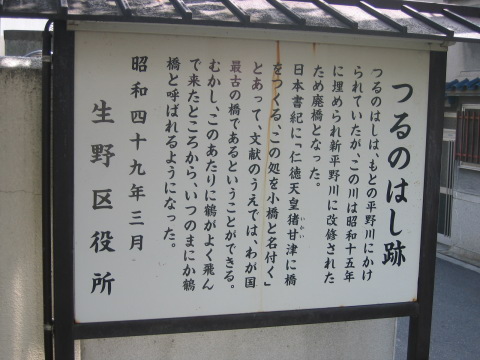 つるのはし跡
つるのはしは、もとの平野川にかけ
られていたが、この川は昭和十五年
に埋められ新平野川に改修された
ため廃橋となった。
日本書紀に「仁徳天皇猪甘津に橋
いかい
をつくる、この処を小橋と名付く」
とあって、文献のうえでは、わが国
最古の橋であるということができる。
むかし、このあたりに鶴がよく飛ん
で来たところから、いつのまにか鶴
橋と呼ばれるようになった。
昭和四十九年三月
生野区役所